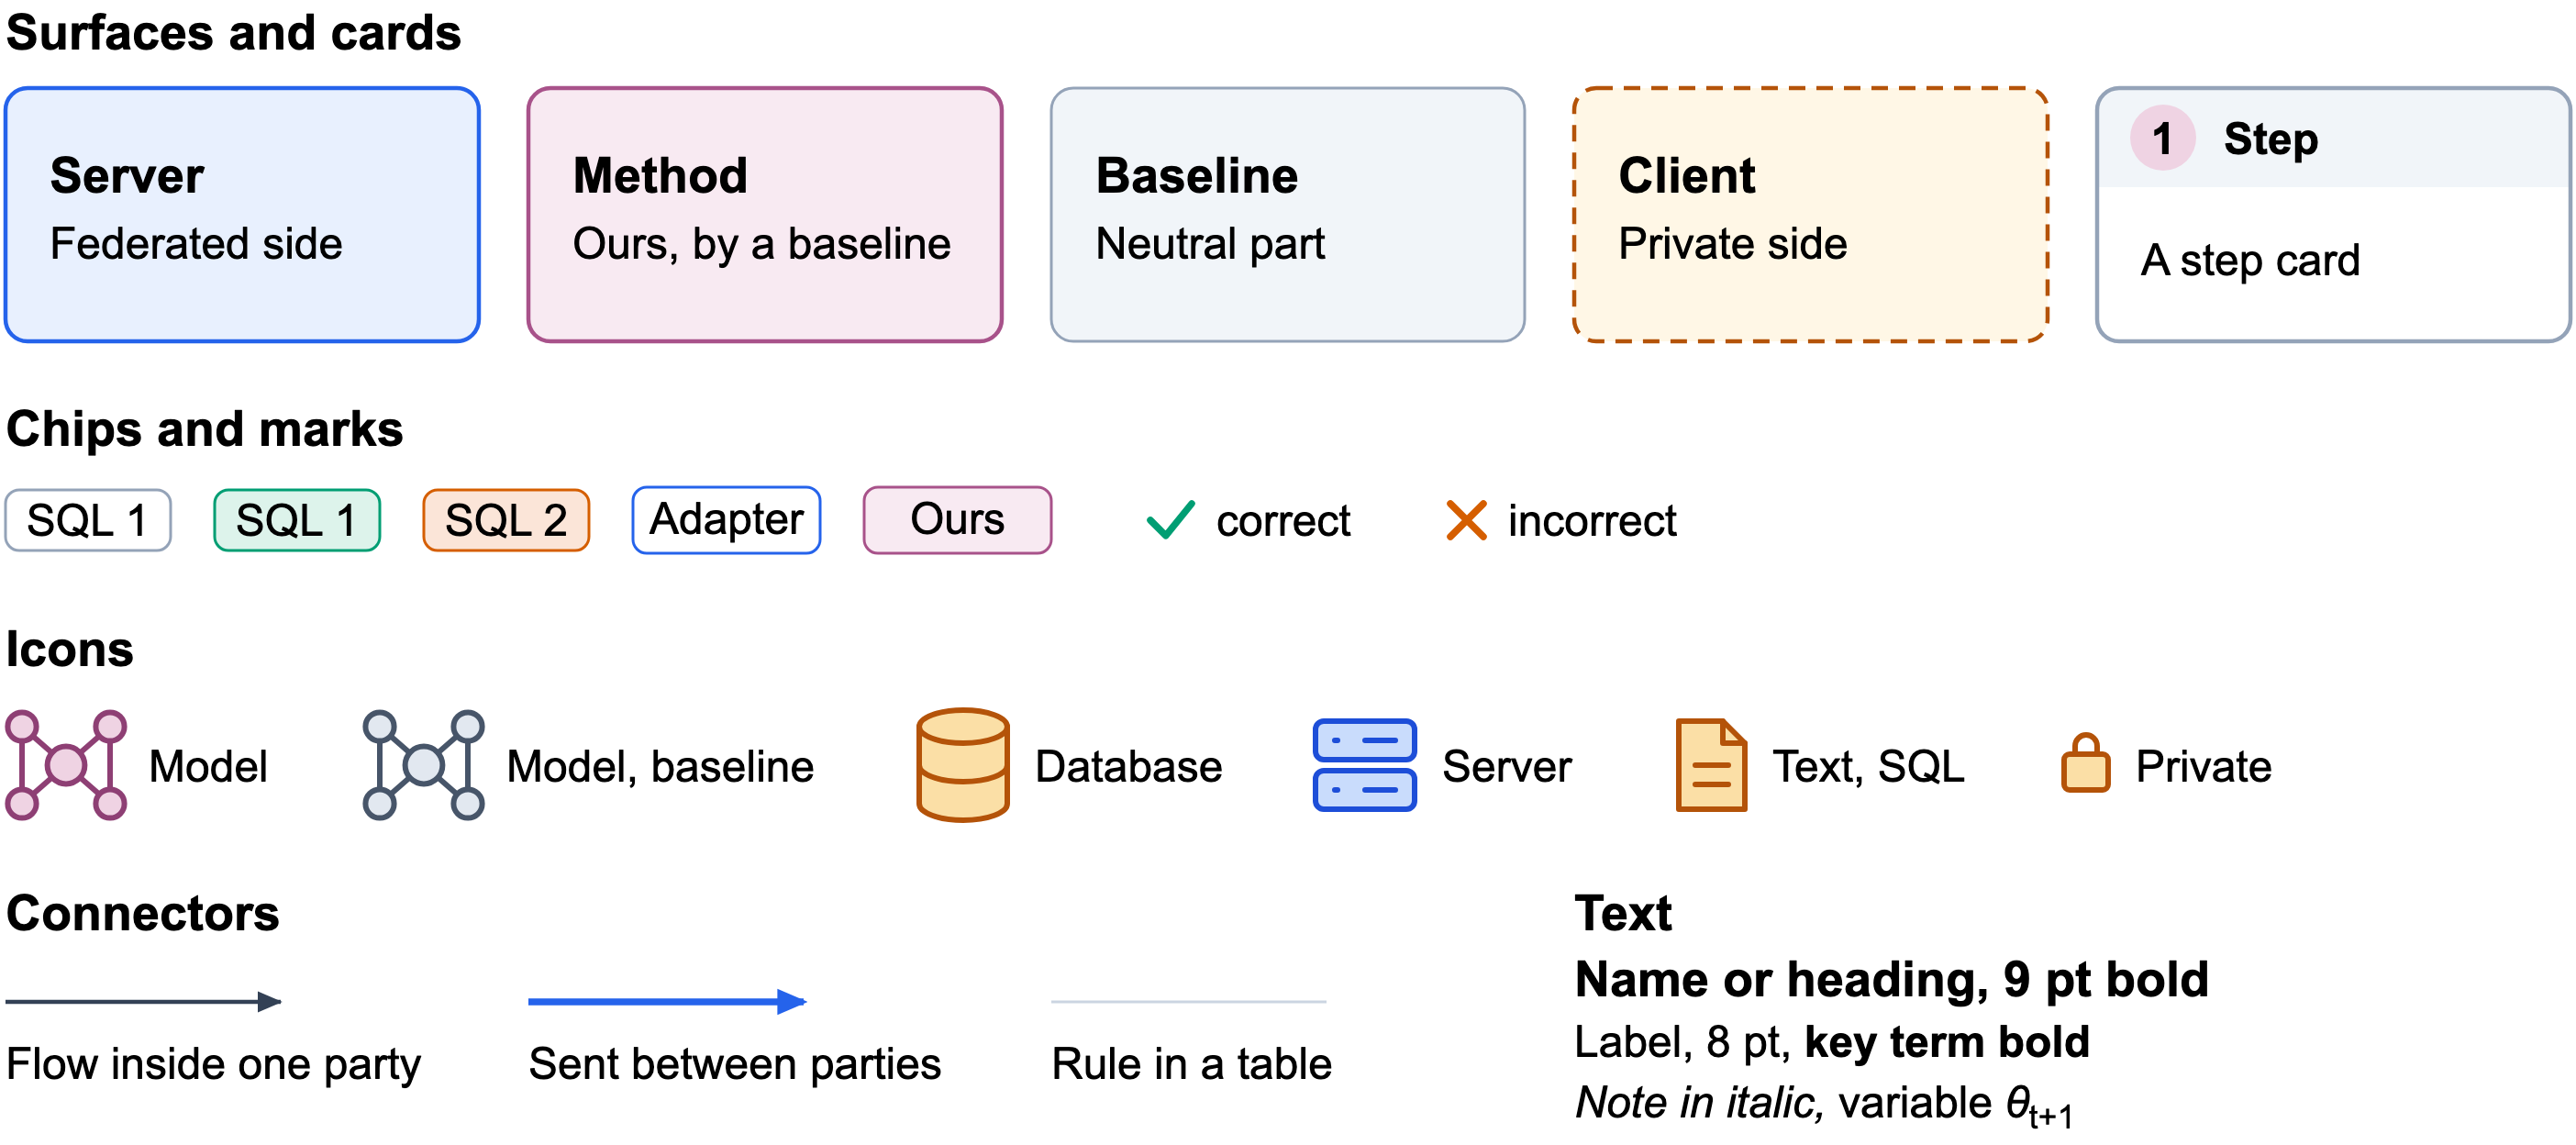 Surfaces and cards
Server
Federated side
Method
Ours, by a baseline
Baseline
Neutral part
Client
Private side
1 Step
A step card
Chips and marks
SQL 1
SQL 1
SQL 2
Adapter
Ours
correct
incorrect
Icons
Model
Model, baseline
Database
Server
Text, SQL
Private
Connectors
Flow inside one party
Sent between parties
Rule in a table
Text
Name or heading, 9 pt bold
Label, 8 pt, key term bold
Note in italic, variable θt+1